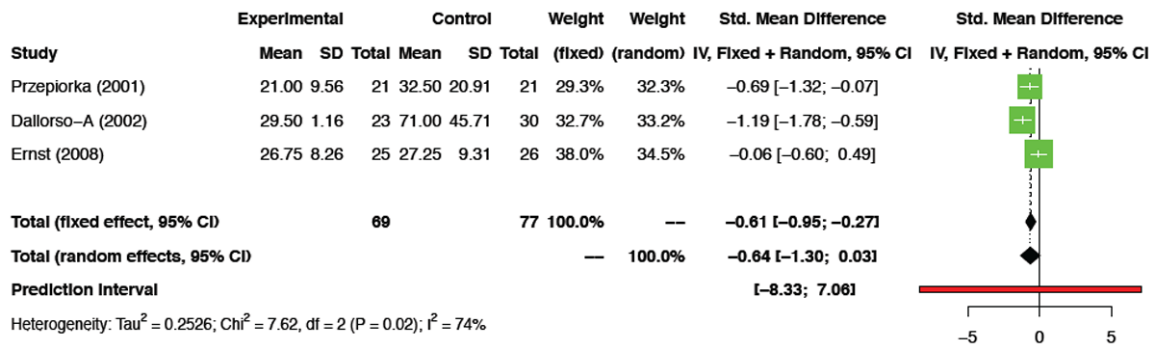 Experimental Control Weight Weight Std. Mean Difference Std. Mean Difference
Study Mean SD Total Mean SD Total (fixed) (random) IV, Fixed + Random, 95% CI IV, Fixed + Random, 95% CI
Przepiorka (2001) 21.00 9.56 21 32.50 20.91 21 29.3% 32.3% −0.69 [−1.32; −0.07]
Dallorso−A (2002) 29.50 1.16 23 71.00 45.71 30 32.7% 33.2% −1.19 [−1.78; −0.59]
Ernst (2008) 26.75 8.26 25 27.25 9.31 26 38.0% 34.5% −0.06 [−0.60; 0.49]
Total (fixed effect, 95% CI) 69 77 100.0% −− −0.61 [−0.95; −0.27]
Total (random effects, 95% CI) −− 100.0% −0.64 [−1.30; 0.03]
Prediction Interval [−8.33; 7.06]
Heterogeneity: Tau² = 0.2526; Chi² = 7.62, df = 2 (P = 0.02); I² = 74%
−5 0 5